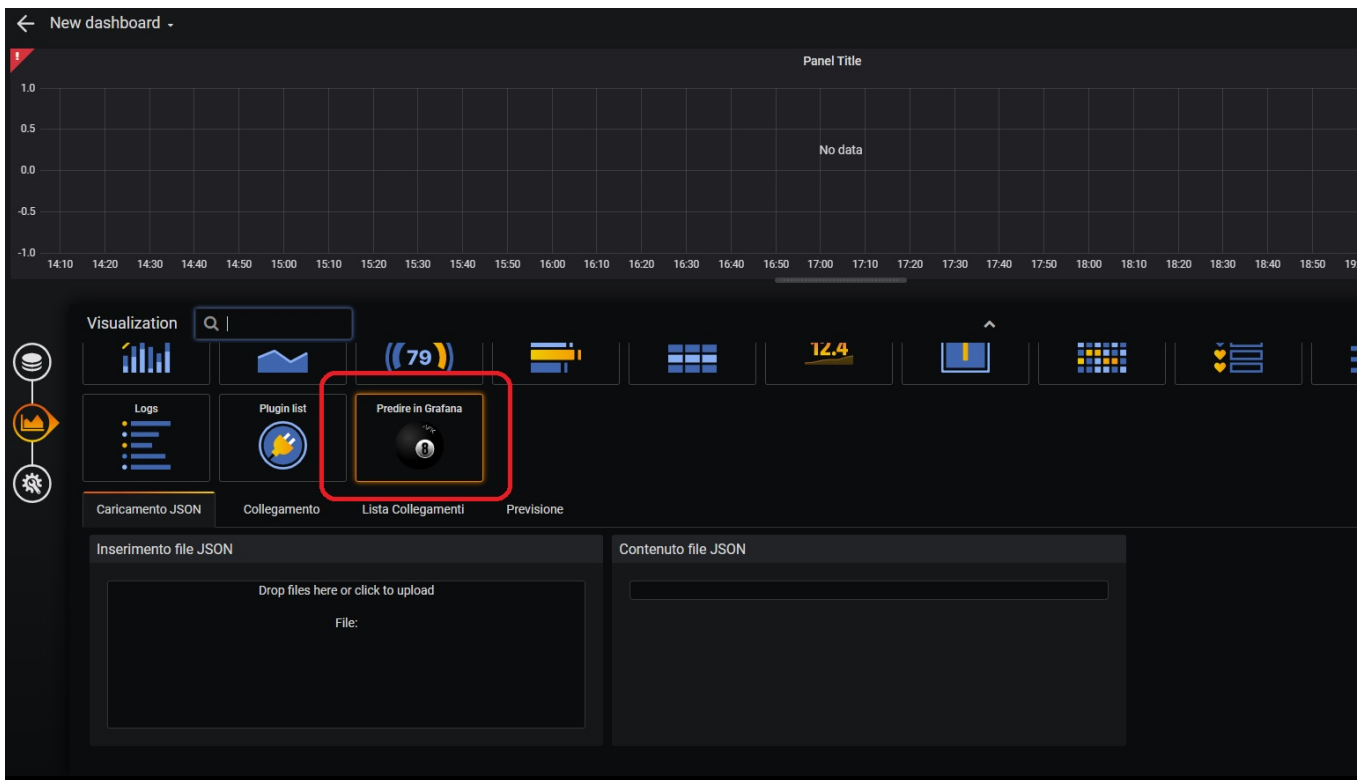 New dashboard
!
Panel Title
1.0
0.5
0.0
-0.5
-1.0
No data
14:10 14:20 14:30 14:40 14:50 15:00 15:10 15:20 15:30 15:40 15:50 16:00 16:10 16:20 16:30 16:40 16:50 17:00 17:10 17:20 17:30 17:40 17:50 18:00 18:10 18:20 18:30 18:40 18:50 19:
Visualization
79
12.4
Logs
Plugin list
Predire in Grafana
8
Caricamento JSON
Collegamento
Lista Collegamenti
Previsione
Inserimento file JSON
Contenuto file JSON
Drop files here or click to upload
File: